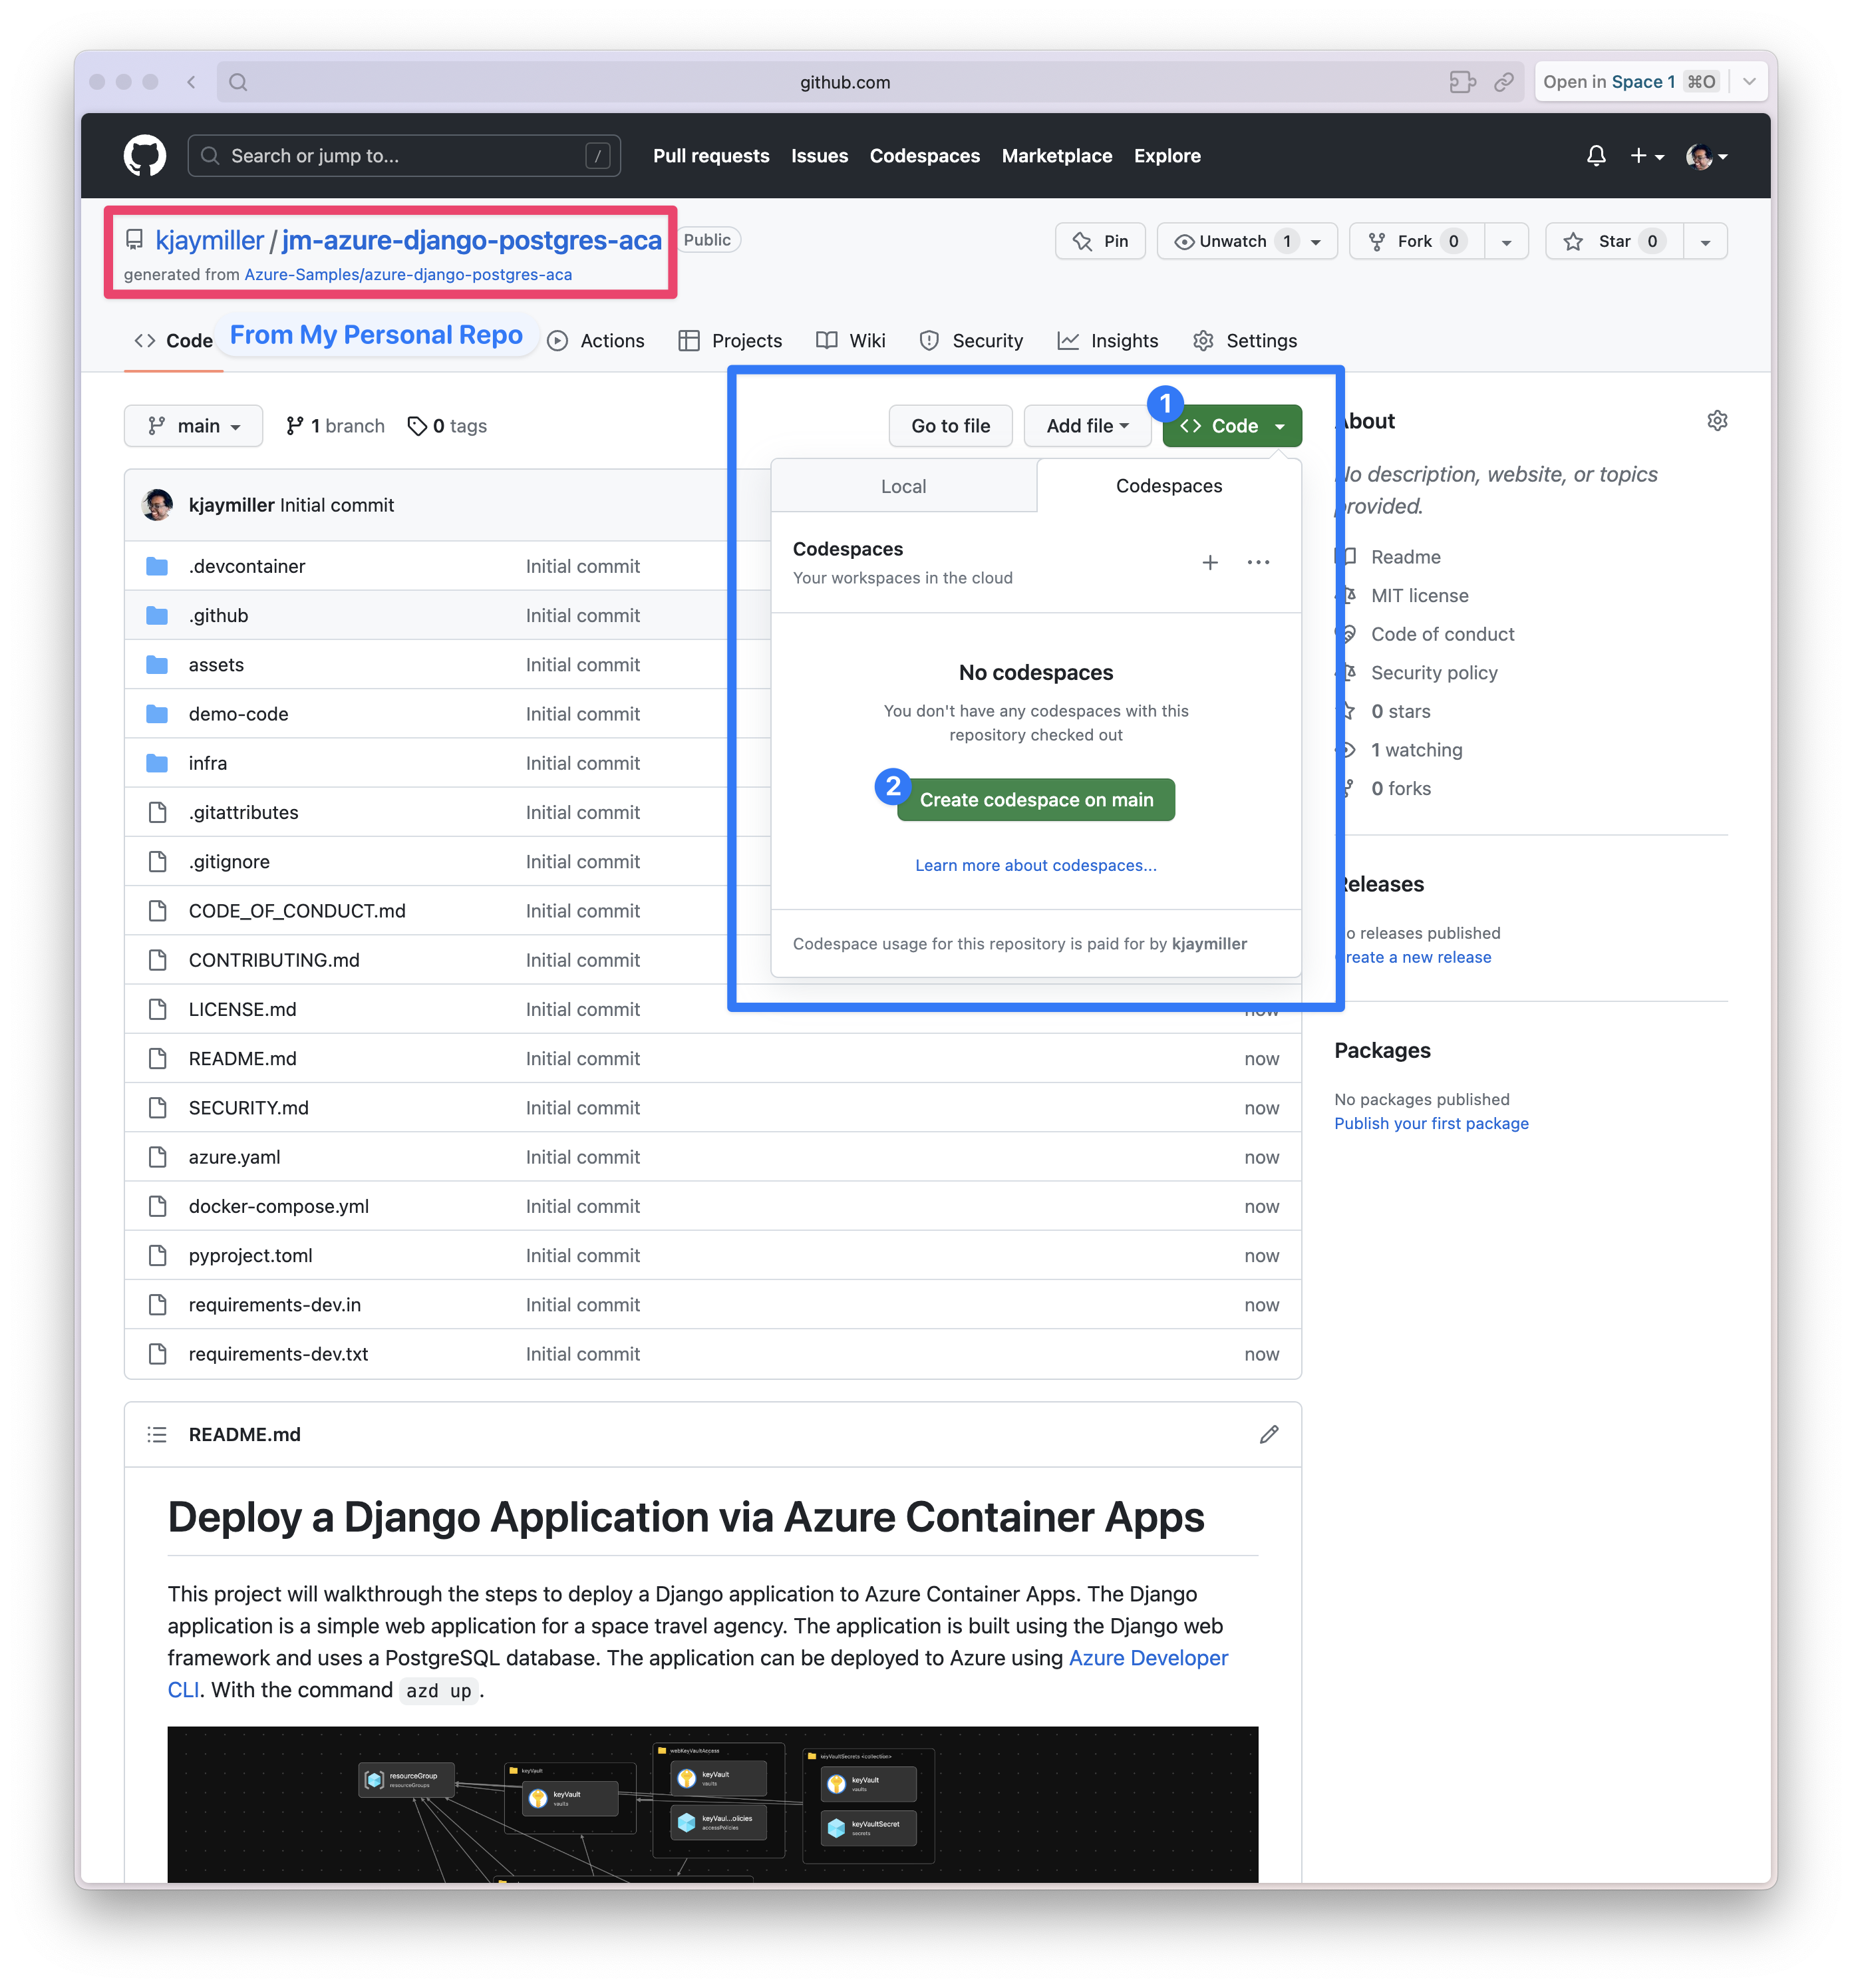 github.com
Open in Space 1 ⌘O
Search or jump to...
/
Pull requests
Issues
Codespaces
Marketplace
Explore
kjaymiller / jm-azure-django-postgres-aca
Public
generated from Azure-Samples/azure-django-postgres-aca
Pin
Unwatch 1
Fork 0
Star 0
Code
From My Personal Repo
Actions
Projects
Wiki
Security
Insights
Settings
main
1 branch
0 tags
Go to file
Add file
1
Code
Local
Codespaces
Codespaces
Your workspaces in the cloud
No codespaces
You don't have any codespaces with this
repository checked out
2
Create codespace on main
Learn more about codespaces...
Codespace usage for this repository is paid for by kjaymiller
kjaymiller Initial commit
.devcontainer Initial commit
.github Initial commit
assets Initial commit
demo-code Initial commit
infra Initial commit
.gitattributes Initial commit
.gitignore Initial commit
CODE_OF_CONDUCT.md Initial commit
CONTRIBUTING.md Initial commit
LICENSE.md Initial commit now
README.md Initial commit now
SECURITY.md Initial commit now
azure.yaml Initial commit now
docker-compose.yml Initial commit now
pyproject.toml Initial commit now
requirements-dev.in Initial commit now
requirements-dev.txt Initial commit now
About
No description, website, or topics
provided.
Readme
MIT license
Code of conduct
Security policy
0 stars
1 watching
0 forks
Releases
No releases published
Create a new release
Packages
No packages published
Publish your first package
README.md
Deploy a Django Application via Azure Container Apps
This project will walkthrough the steps to deploy a Django application to Azure Container Apps. The Django
application is a simple web application for a space travel agency. The application is built using the Django web
framework and uses a PostgreSQL database. The application can be deployed to Azure using Azure Developer
CLI. With the command azd up.
resourceGroup
resourceGroups
keyVault
keyVault
vaults
webKeyVaultAccess
keyVault
vaults
keyVaul...olicies
accessPolicies
keyVaultSecrets <collection>
keyVault
vaults
keyVaultSecret
secrets